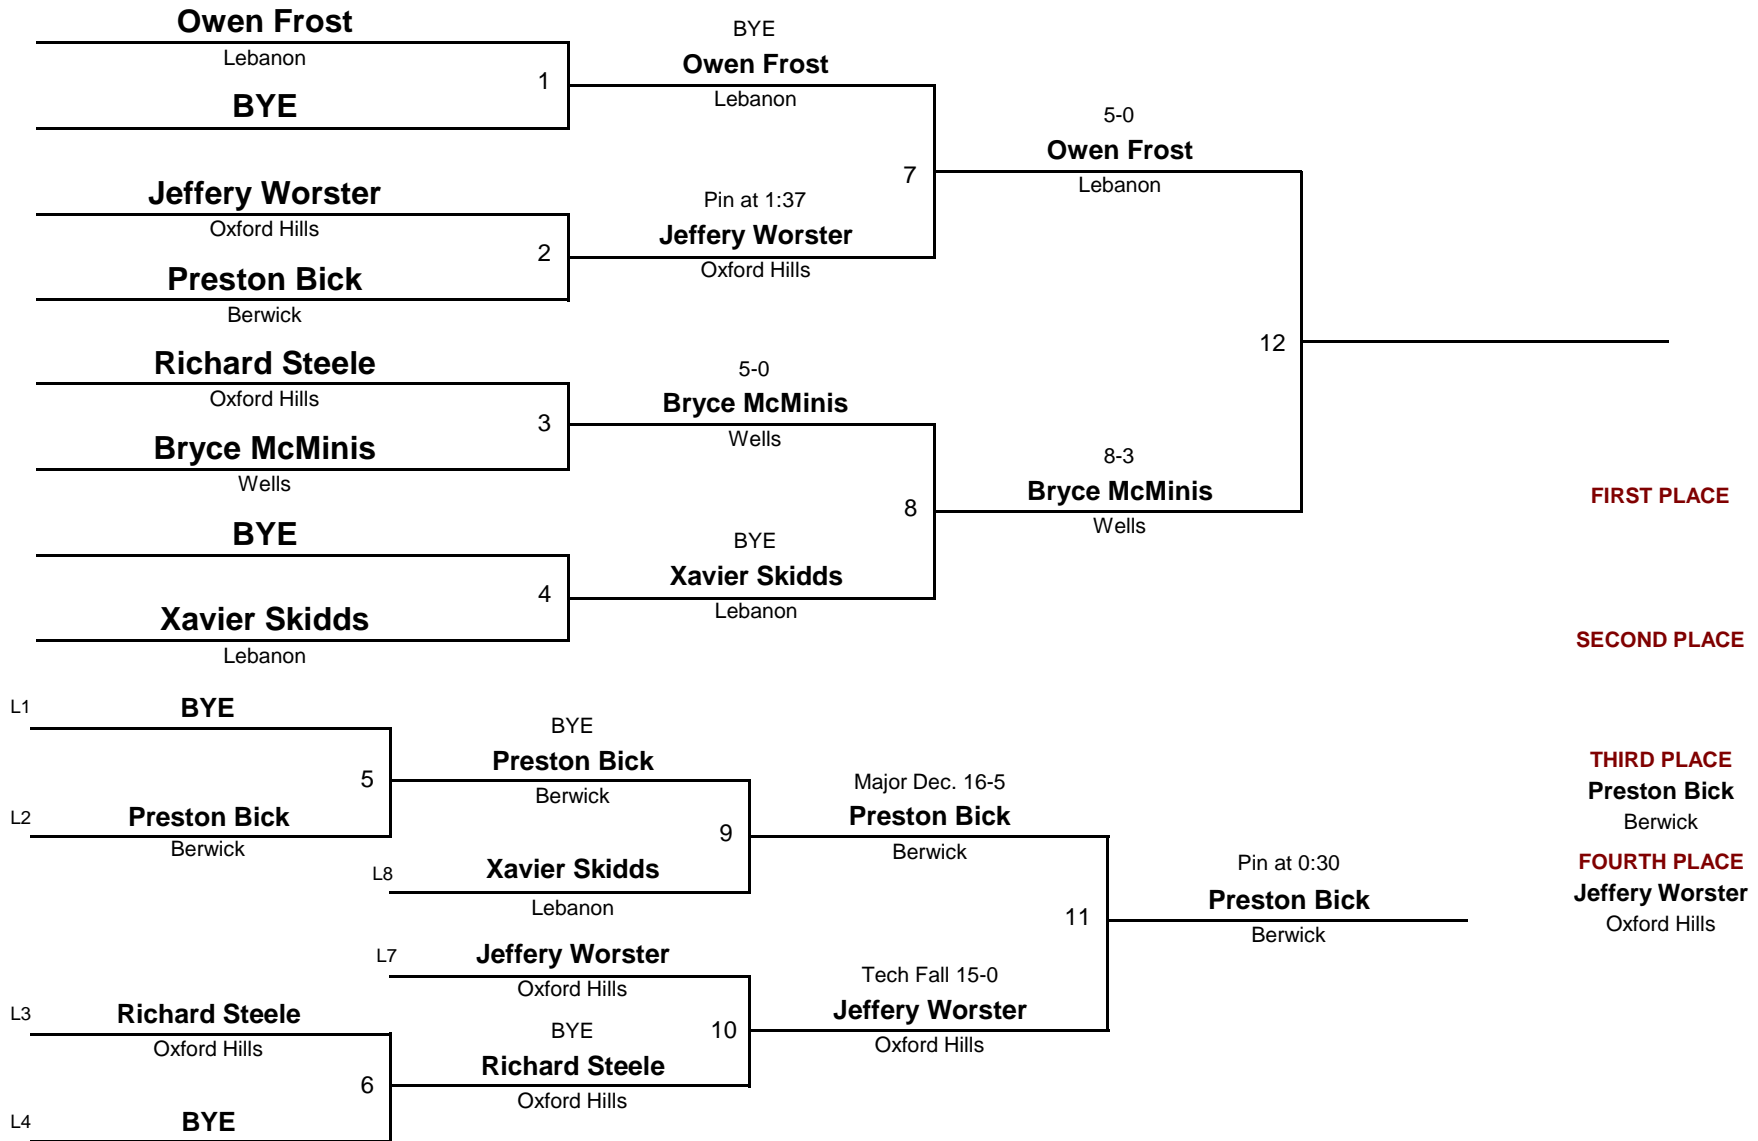 Owen Frost
Lebanon
1
BYE
BYE
Owen Frost
Lebanon
7
5-0
Owen Frost
Lebanon
Jeffery Worster
Oxford Hills
2
Preston Bick
Berwick
Pin at 1:37
Jeffery Worster
Oxford Hills
12
Richard Steele
Oxford Hills
3
Bryce McMinis
Wells
5-0
Bryce McMinis
Wells
8
8-3
Bryce McMinis
Wells
BYE
4
Xavier Skidds
Lebanon
BYE
Xavier Skidds
Lebanon
FIRST PLACE
SECOND PLACE
L1
BYE
5
L2
Preston Bick
Berwick
BYE
Preston Bick
Berwick
9
L8
Xavier Skidds
Lebanon
Major Dec. 16-5
Preston Bick
Berwick
11
L7
Jeffery Worster
Oxford Hills
10
L3
Richard Steele
Oxford Hills
6
L4
BYE
BYE
Richard Steele
Oxford Hills
Tech Fall 15-0
Jeffery Worster
Oxford Hills
Pin at 0:30
Preston Bick
Berwick
THIRD PLACE
Preston Bick
Berwick
FOURTH PLACE
Jeffery Worster
Oxford Hills